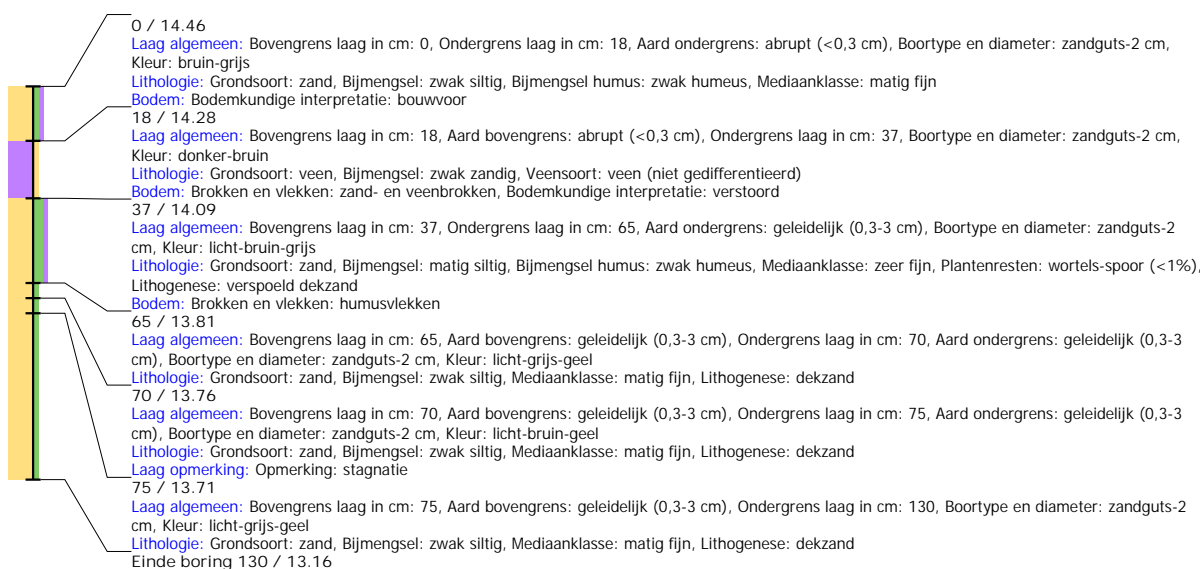 0 / 14.46
Laag algemeen: Bovengrens laag in cm: 0, Ondergrens laag in cm: 18, Aard ondergrens: abrupt (<0,3 cm), Boortype en diameter: zandguts-2 cm,
Kleur: bruin-grijs
Lithologie: Grondsoort: zand, Bijmengsel: zwak siltig, Bijmengsel humus: zwak humeus, Mediaanklasse: matig fijn
Bodem: Bodemkundige interpretatie: bouwvoor
18 / 14.28
Laag algemeen: Bovengrens laag in cm: 18, Aard bovengrens: abrupt (<0,3 cm), Ondergrens laag in cm: 37, Boortype en diameter: zandguts-2 cm,
Kleur: donker-bruin
Lithologie: Grondsoort: veen, Bijmengsel: zwak zandig, Veensoort: veen (niet gedifferentieerd)
Bodem: Brokken en vlekken: zand- en veenbrokken, Bodemkundige interpretatie: verstoord
37 / 14.09
Laag algemeen: Bovengrens laag in cm: 37, Ondergrens laag in cm: 65, Aard ondergrens: geleidelijk (0,3-3 cm), Boortype en diameter: zandguts-2
cm, Kleur: licht-bruin-grijs
Lithologie: Grondsoort: zand, Bijmengsel: matig siltig, Bijmengsel humus: zwak humeus, Mediaanklasse: zeer fijn, Plantenresten: wortels-spoor (<1%),
Lithogenese: verspoeld dekzand
Bodem: Brokken en vlekken: humusvlekken
65 / 13.81
Laag algemeen: Bovengrens laag in cm: 65, Aard bovengrens: geleidelijk (0,3-3 cm), Ondergrens laag in cm: 70, Aard ondergrens: geleidelijk (0,3-3
cm), Boortype en diameter: zandguts-2 cm, Kleur: licht-grijs-geel
Lithologie: Grondsoort: zand, Bijmengsel: zwak siltig, Mediaanklasse: matig fijn, Lithogenese: dekzand
70 / 13.76
Laag algemeen: Bovengrens laag in cm: 70, Aard bovengrens: geleidelijk (0,3-3 cm), Ondergrens laag in cm: 75, Aard ondergrens: geleidelijk (0,3-3
cm), Boortype en diameter: zandguts-2 cm, Kleur: licht-bruin-geel
Lithologie: Grondsoort: zand, Bijmengsel: zwak siltig, Mediaanklasse: matig fijn, Lithogenese: dekzand
Laag opmerking: Opmerking: stagnatie
75 / 13.71
Laag algemeen: Bovengrens laag in cm: 75, Aard bovengrens: geleidelijk (0,3-3 cm), Ondergrens laag in cm: 130, Boortype en diameter: zandguts-2
cm, Kleur: licht-grijs-geel
Lithologie: Grondsoort: zand, Bijmengsel: zwak siltig, Mediaanklasse: matig fijn, Lithogenese: dekzand
Einde boring 130 / 13.16